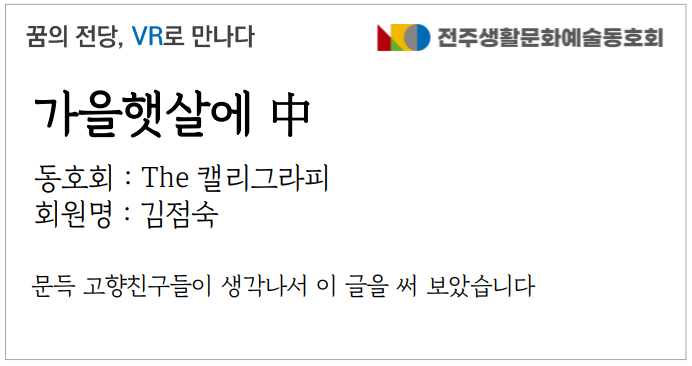 꿈의 전당, VR로 만나다
전주생활문화예술동호회
가을햇살에 中
동호회 : The 캘리그라피
회원명 : 김점숙
문득 고향친구들이 생각나서 이 글을 써 보았습니다